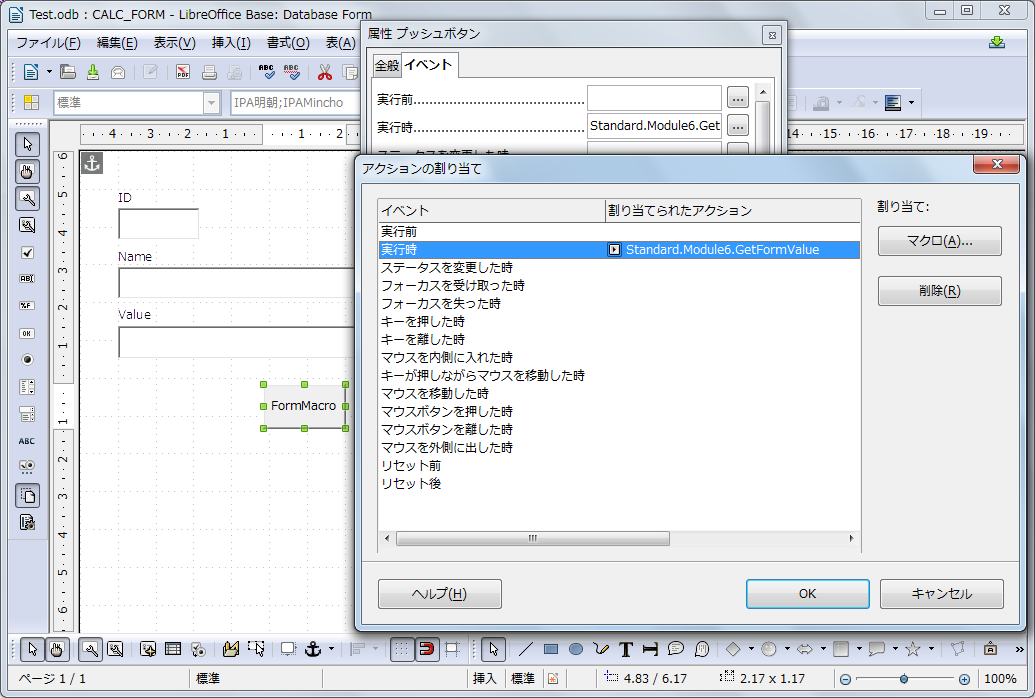 Test.odb : CALC_FORM - LibreOffice Base: Database Form
ファイル(F) 編集(E) 表示(V) 挿入(I) 書式(O) 表(A)
標準 IPA明朝;IPAMincho
属性 プッシュボタン
全般 イベント
実行前
実行時 Standard.Module6.Get
4 3 2 1 1 2 14 15 16 17 18 19
アクションの割り当て
イベント 割り当てられたアクション
割り当て:
実行前
実行時 Standard.Module6.GetFormValue
ステータスを変更した時
フォーカスを受け取った時
フォーカスを失った時
キーを押した時
キーを離した時
マウスを内側に入れた時
キーが押しながらマウスを移動した時
マウスを移動した時
マウスボタンを押した時
マウスボタンを離した時
マウスを外側に出した時
リセット前
リセット後
マクロ(A)...
削除(R)
ヘルプ(H) OK キャンセル
ID
Name
Value
FormMacro
ページ 1 / 1 標準 挿入 標準 4.83 / 6.17 2.17 x 1.17 100%